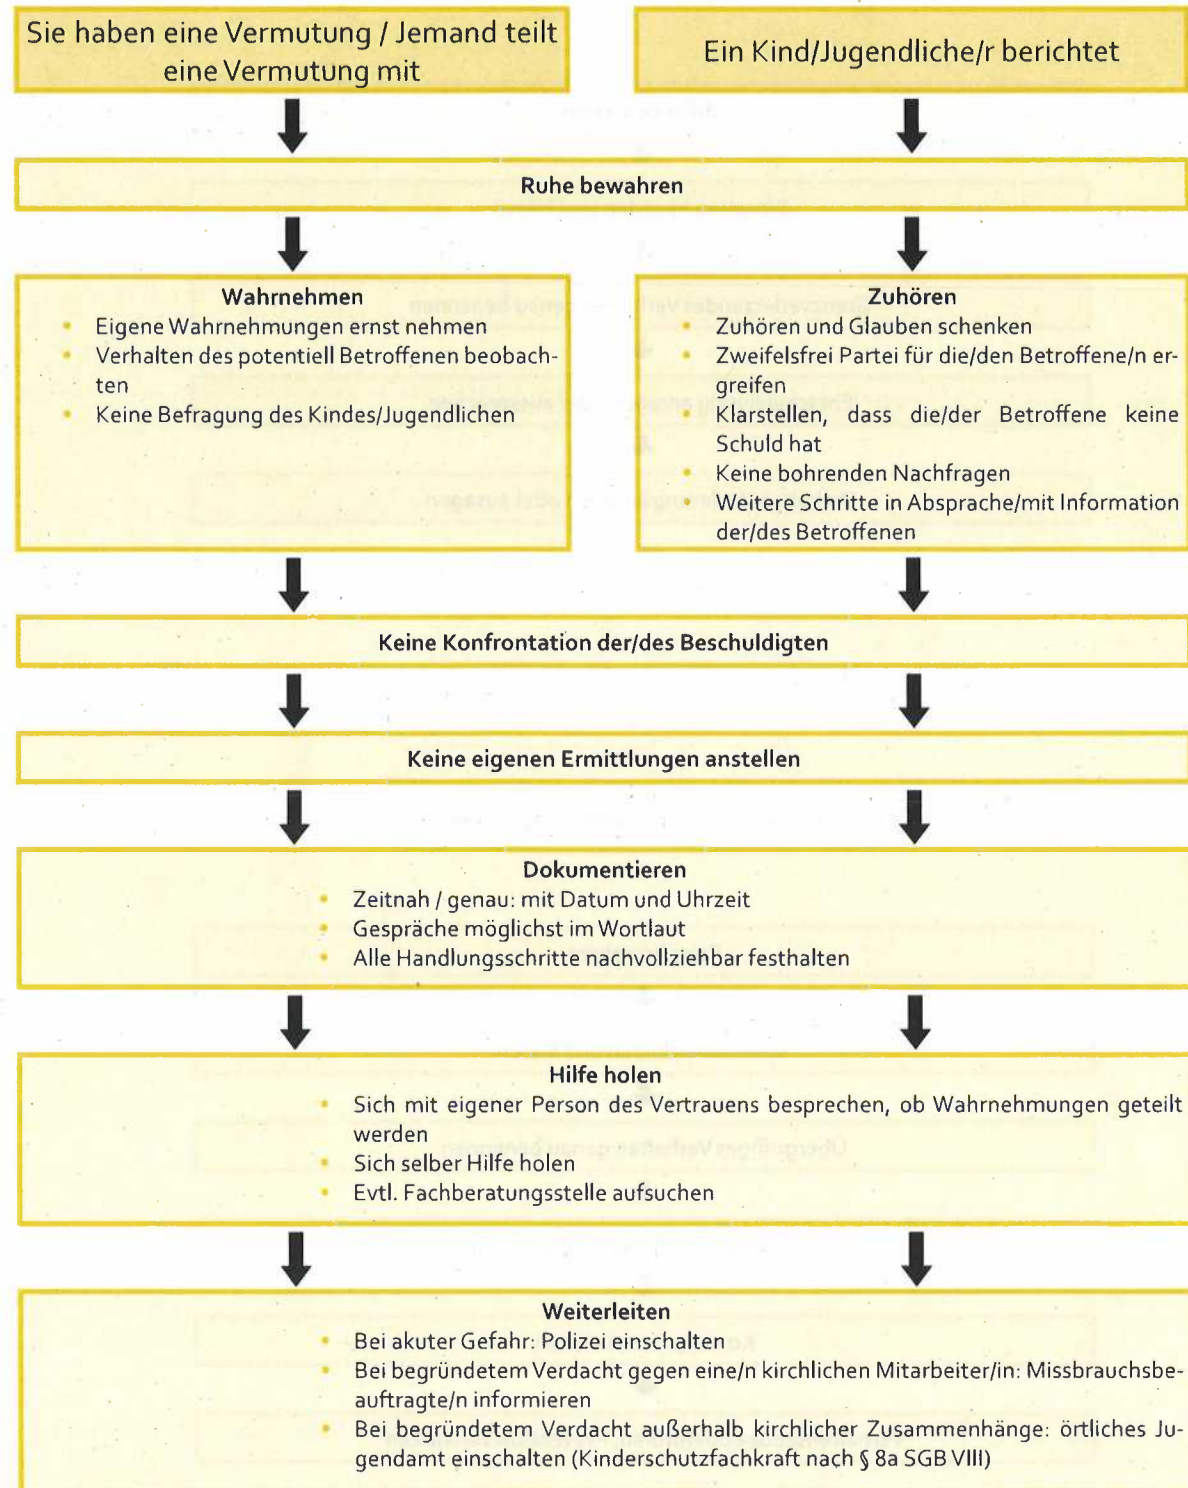 Sie haben eine Vermutung / Jemand teilt
eine Vermutung mit
Ein Kind/Jugendliche/r berichtet
Ruhe bewahren
Wahrnehmen
• Eigene Wahrnehmungen ernst nehmen
• Verhalten des potentiell Betroffenen beobach-
ten
• Keine Befragung des Kindes/Jugendlichen
Zuhören
• Zuhören und Glauben schenken
• Zweifelsfrei Partei für die/den Betroffene/n er-
greifen
• Klarstellen, dass die/der Betroffene keine
Schuld hat
• Keine bohrenden Nachfragen
• Weitere Schritte in Absprache/mit Information
der/des Betroffenen
Keine Konfrontation der/des Beschuldigten
Keine eigenen Ermittlungen anstellen
Dokumentieren
• Zeitnah / genau: mit Datum und Uhrzeit
• Gespräche möglichst im Wortlaut
• Alle Handlungsschritte nachvollziehbar festhalten
Hilfe holen
• Sich mit eigener Person des Vertrauens besprechen, ob Wahrnehmungen geteilt
werden
• Sich selber Hilfe holen
• Evtl. Fachberatungsstelle aufsuchen
Weiterleiten
• Bei akuter Gefahr: Polizei einschalten
• Bei begründetem Verdacht gegen eine/n kirchlichen Mitarbeiter/in: Missbrauchsbe-
auftragte/n informieren
• Bei begründetem Verdacht außerhalb kirchlicher Zusammenhänge: örtliches Ju-
gendamt einschalten (Kinderschutzfachkraft nach § 8a SGB VIII)